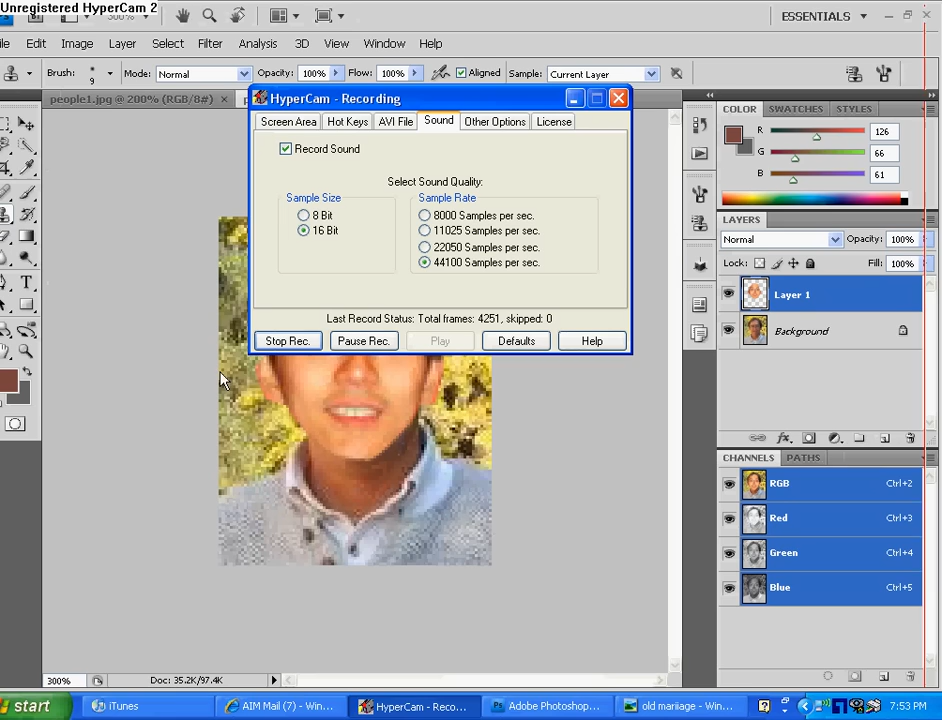 Unregistered HyperCam 2
300%
ESSENTIALS
Edit Image Layer Select Filter Analysis 3D View Window Help
Brush: 9 Mode: Normal Opacity: 100% Flow: 100% Aligned Sample: Current Layer
people1.jpg @ 200% (RGB/8#)
HyperCam - Recording
Screen Area Hot Keys AVI File Sound Other Options License
Record Sound
Select Sound Quality:
Sample Size
8 Bit
16 Bit
Sample Rate
8000 Samples per sec.
11025 Samples per sec.
22050 Samples per sec.
44100 Samples per sec.
Last Record Status: Total frames: 4251, skipped: 0
Stop Rec. Pause Rec. Play Defaults Help
COLOR SWATCHES STYLES
R 126
G 66
B 61
LAYERS
Normal Opacity: 100%
Lock: Fill: 100%
Layer 1
Background
CHANNELS PATHS
RGB Ctrl+2
Red Ctrl+3
Green Ctrl+4
Blue Ctrl+5
300% Doc: 35.2K/97.4K
start iTunes AIM Mail (7) - Win... HyperCam - Reco... Adobe Photoshop... old mariiage - Win... 7:53 PM